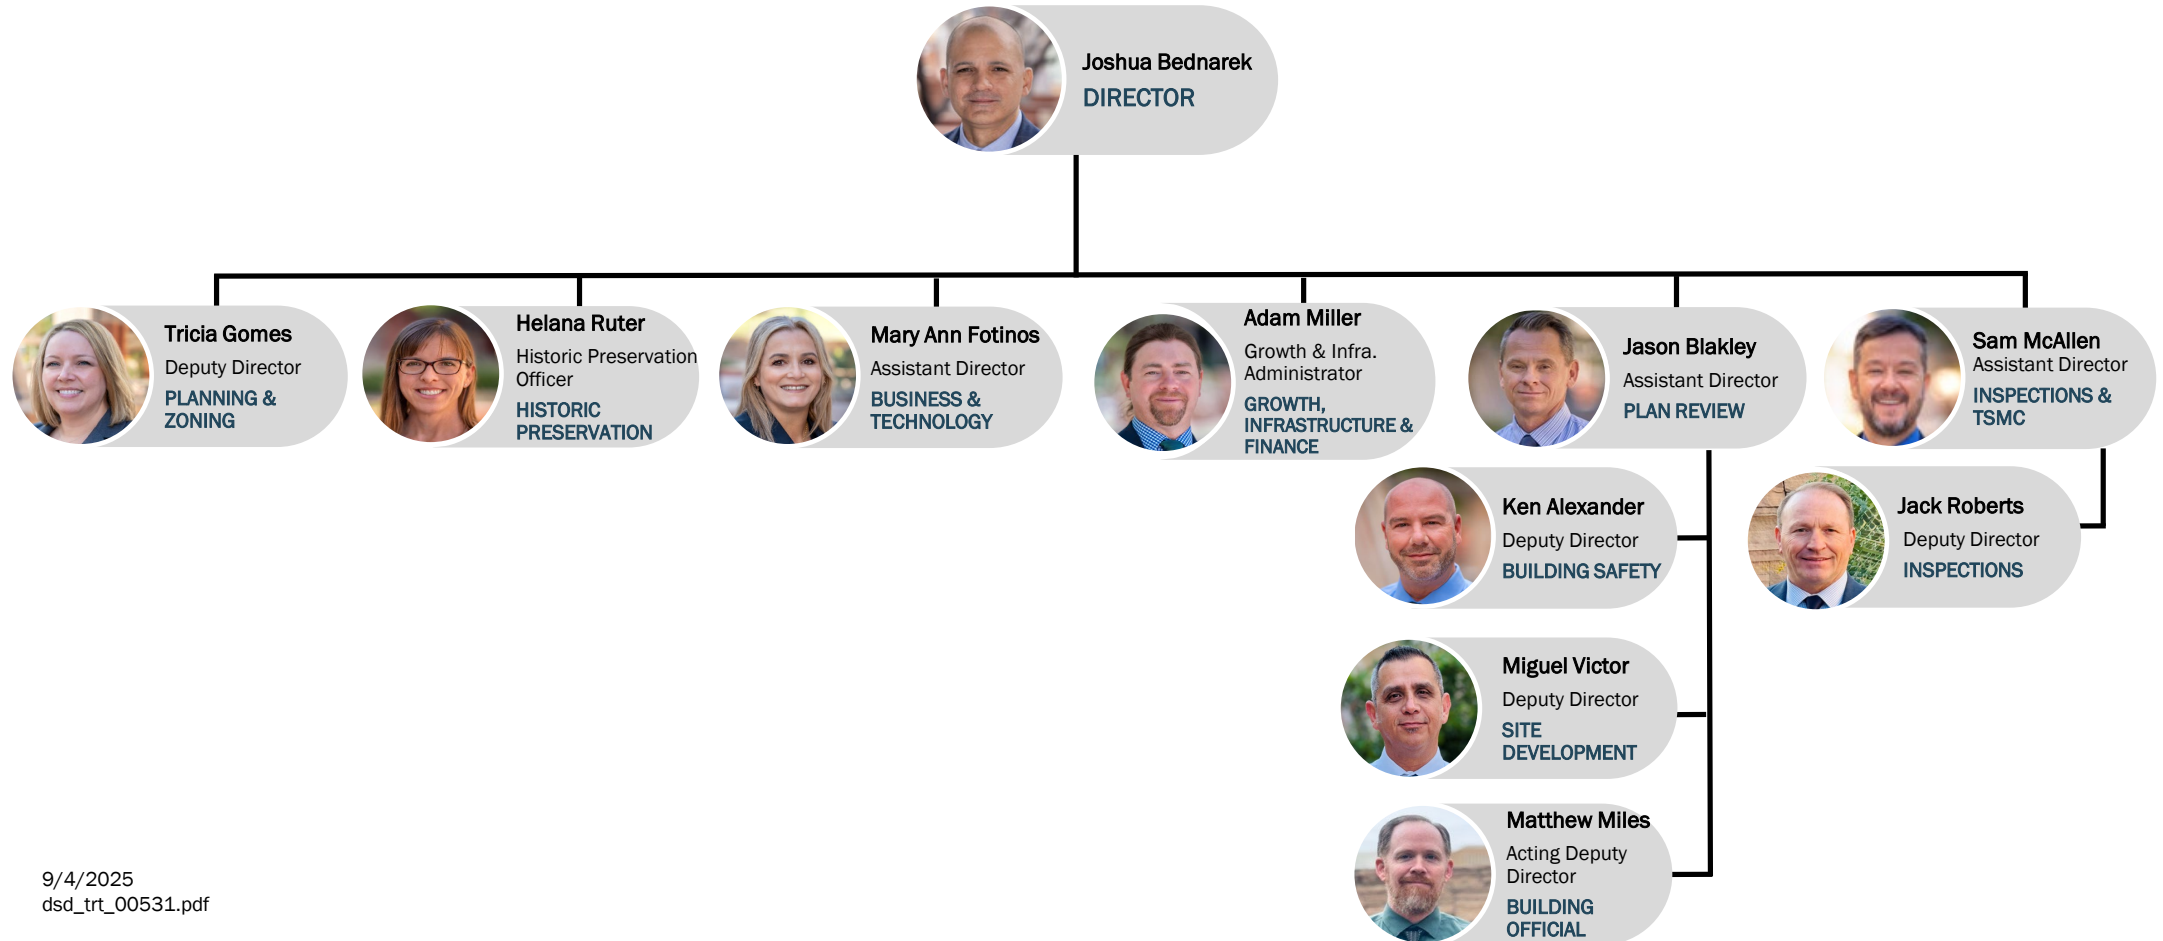 Joshua Bednarek
DIRECTOR
Tricia Gomes
Deputy Director
PLANNING &
ZONING
Helana Ruter
Historic Preservation
Officer
HISTORIC
PRESERVATION
Mary Ann Fotinos
Assistant Director
BUSINESS &
TECHNOLOGY
Adam Miller
Growth & Infra.
Administrator
GROWTH,
INFRASTRUCTURE &
FINANCE
Jason Blakley
Assistant Director
PLAN REVIEW
Sam McAllen
Assistant Director
INSPECTIONS &
TSMC
Ken Alexander
Deputy Director
BUILDING SAFETY
Jack Roberts
Deputy Director
INSPECTIONS
Miguel Victor
Deputy Director
SITE
DEVELOPMENT
Matthew Miles
Acting Deputy
Director
BUILDING
OFFICIAL
9/4/2025
dsd_trt_00531.pdf